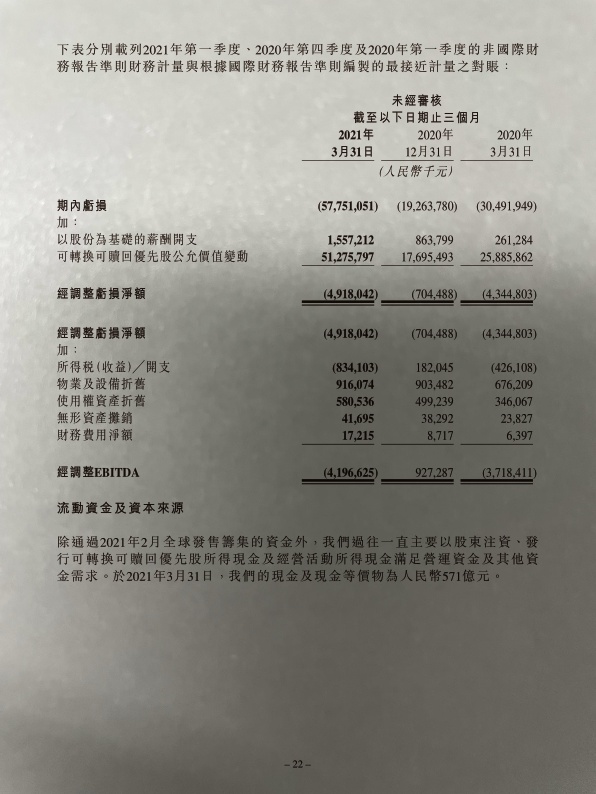 下表分別載列2021年第一季度、2020年第四季度及2020年第一季度的非國際財
務報告準則財務計量與根據國際財務報告準則編製的最接近計量之對賬：
未經審核
截至以下日期止三個月
2021年 2020年 2020年
3月31日 12月31日 3月31日
(人民幣千元)
期內虧損 (57,751,051) (19,263,780) (30,491,949)
加：
以股份為基礎的薪酬開支 1,557,212 863,799 261,284
可轉換可贖回優先股公允價值變動 51,275,797 17,695,493 25,885,862
經調整虧損淨額 (4,918,042) (704,488) (4,344,803)
經調整虧損淨額 (4,918,042) (704,488) (4,344,803)
加：
所得税(收益)╱開支 (834,103) 182,045 (426,108)
物業及設備折舊 916,074 903,482 676,209
使用權資產折舊 580,536 499,239 346,067
無形資產攤銷 41,695 38,292 23,827
財務費用淨額 17,215 8,717 6,397
經調整EBITDA (4,196,625) 927,287 (3,718,411)
流動資金及資本來源
除通過2021年2月全球發售籌集的資金外，我們過往一直主要以股東注資、發
行可轉換可贖回優先股所得現金及經營活動所得現金滿足營運資金及其他資
金需求。於2021年3月31日，我們的現金及現金等價物為人民幣571億元。
– 22 –